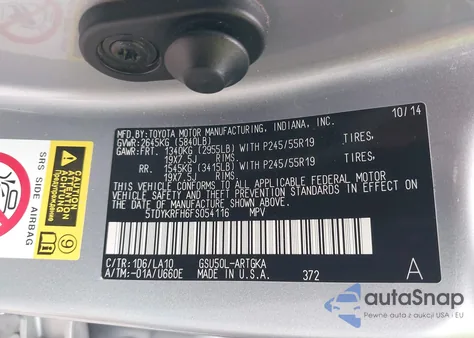 MFD.BY:TOYOTA MOTOR MANUFACTURING, INDIANA, INC. 10/14
GVWR:2645KG (5840LB)
GAWR:FRT. 1340KG (2955LB) WITH P245/55R19 TIRES,
19X7.5J RIMS.
RR. 1545KG (3415LB) WITH P245/55R19 TIRES,
19X7.5J RIMS.
THIS VEHICLE CONFORMS TO ALL APPLICABLE FEDERAL MOTOR
VEHICLE SAFETY, BUMPER, AND THEFT PREVENTION STANDARDS
IN EFFECT ON THE DATE OF MANUFACTURE SHOWN ABOVE.
5TDYKRFH6FS054116 MPV
C/TR:1D6/LA10 GSU50L-ARTGKA
A/TM:-01A/U660E MADE IN U.S.A. 372 A
SRS SIDE AIRBAG
9
autoSnap
Pewne auta z aukcji USA i EU